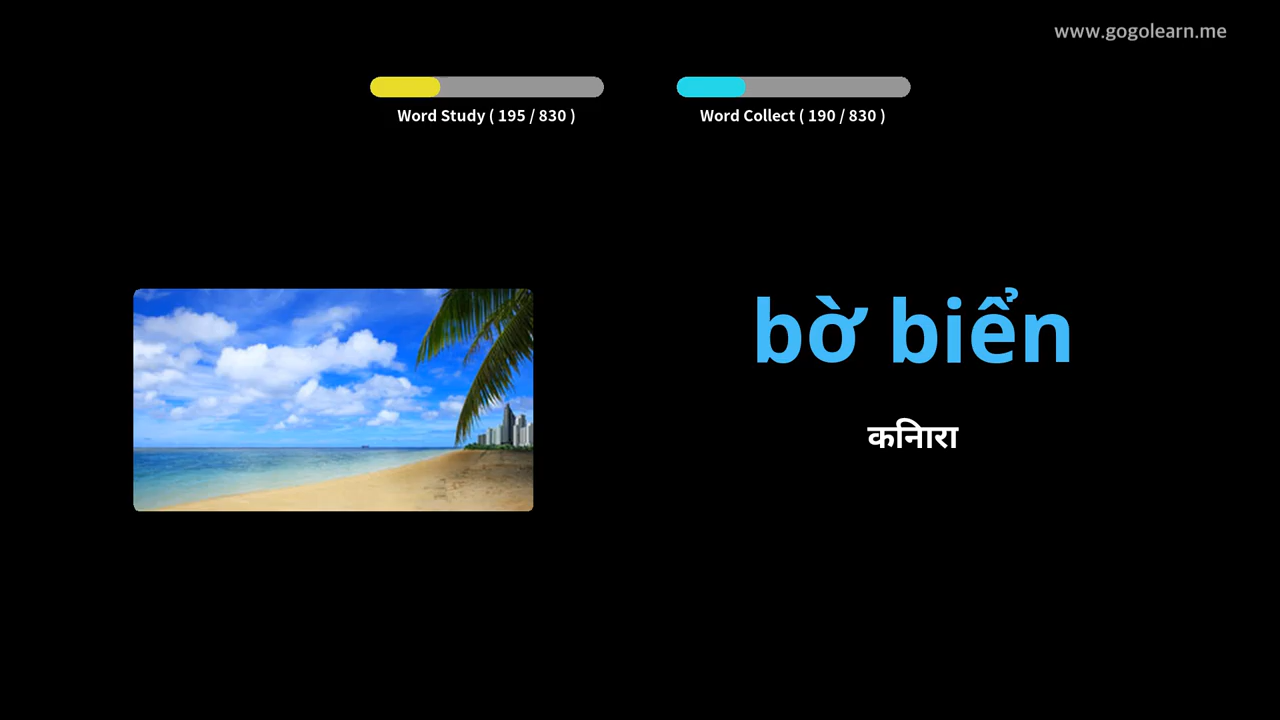 www.gogolearn.me
Word Study ( 195 / 830 )
Word Collect ( 190 / 830 )
bờ biển
कनिारा